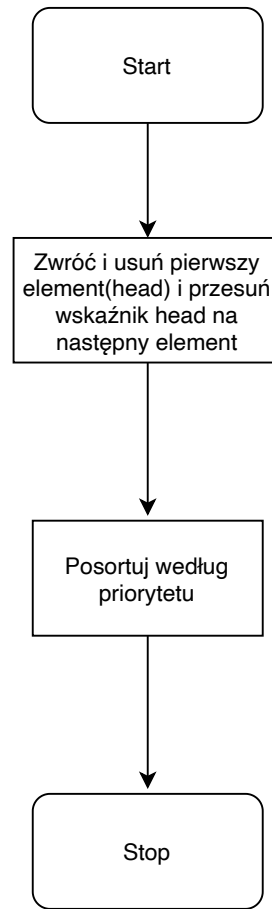 Start
Zwróć i usuń pierwszy
element(head) i przesuń
wskaźnik head na
następny element
Posortuj według
priorytetu
Stop